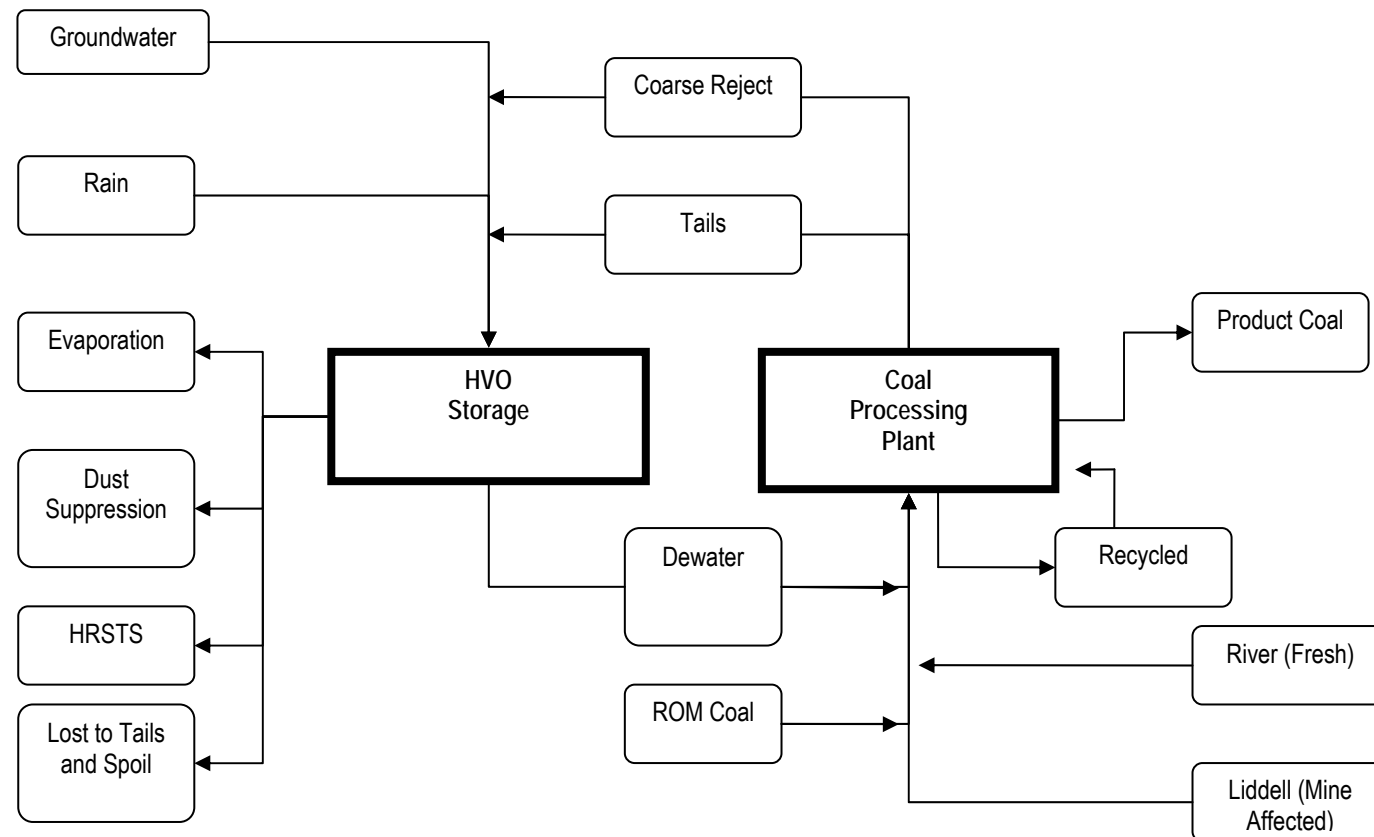 Groundwater
Coarse Reject
Rain
Tails
Evaporation
HVO
Storage
Coal
Processing
Plant
Product Coal
Dust
Suppression
Dewater
Recycled
HRSTS
River (Fresh)
ROM Coal
Lost to Tails
and Spoil
Liddell (Mine
Affected)